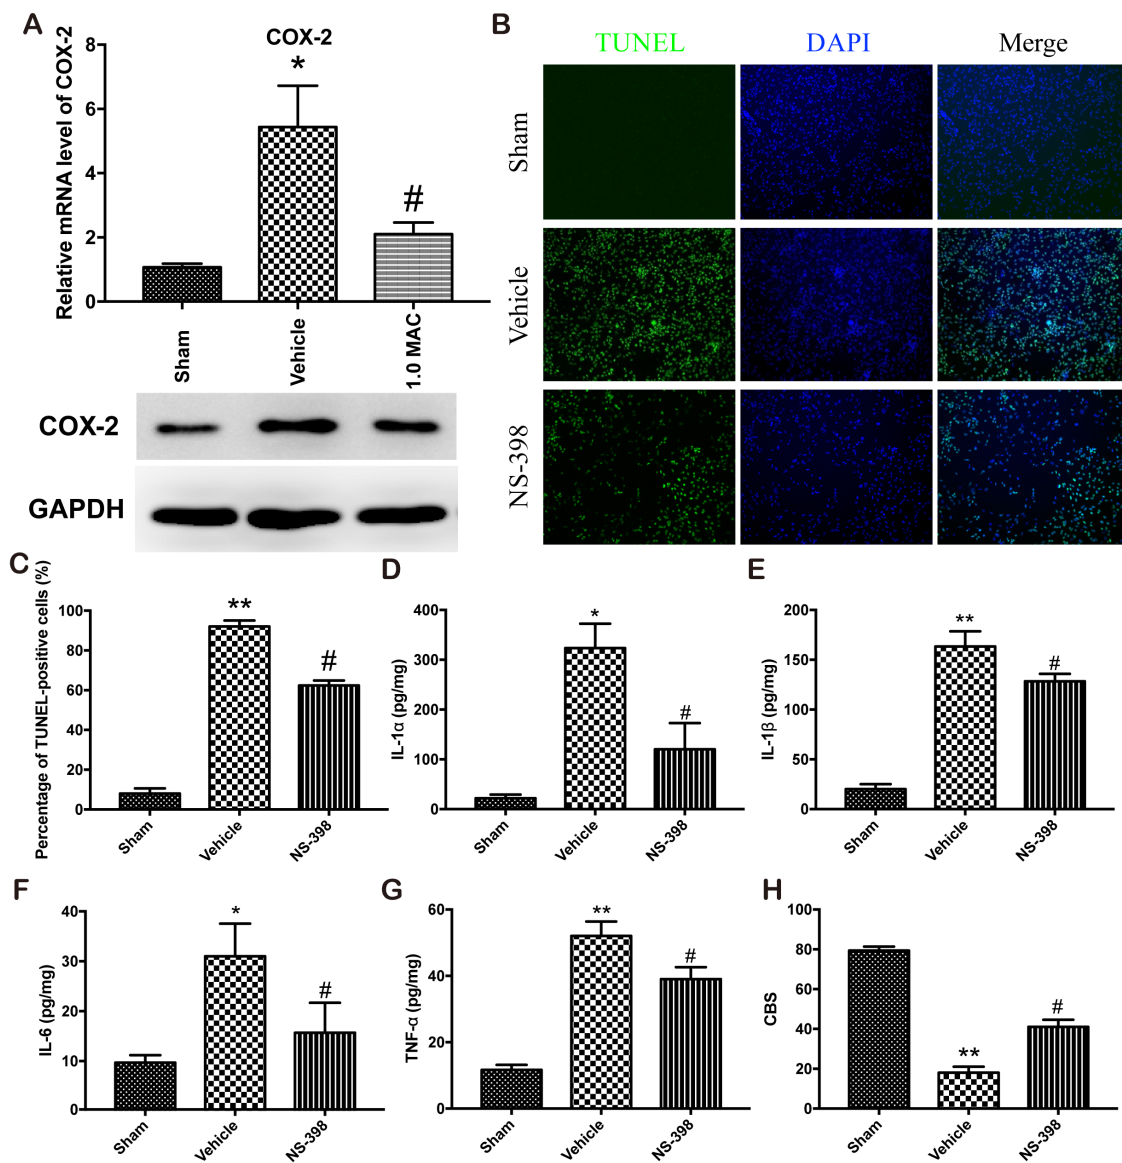 A
COX-2
*
#
Relative mRNA level of COX-2
8
6
4
2
0
Sham
Vehicle
1.0 MAC
COX-2
GAPDH
B
TUNEL
DAPI
Merge
Sham
Vehicle
NS-398
C
Percentage of TUNEL-positive cells (%)
100
80
60
40
20
0
**
#
Sham
Vehicle
NS-398
D
IL-1α (pg/mg)
400
300
200
100
0
*
#
Sham
Vehicle
NS-398
E
IL-1β (pg/mg)
200
150
100
50
0
**
#
Sham
Vehicle
NS-398
F
IL-6 (pg/mg)
40
30
20
10
0
*
#
Sham
Vehicle
NS-398
G
TNF-α (pg/mg)
60
40
20
0
**
#
Sham
Vehicle
NS-398
H
CBS
100
80
60
40
20
0
**
#
Sham
Vehicle
NS-398